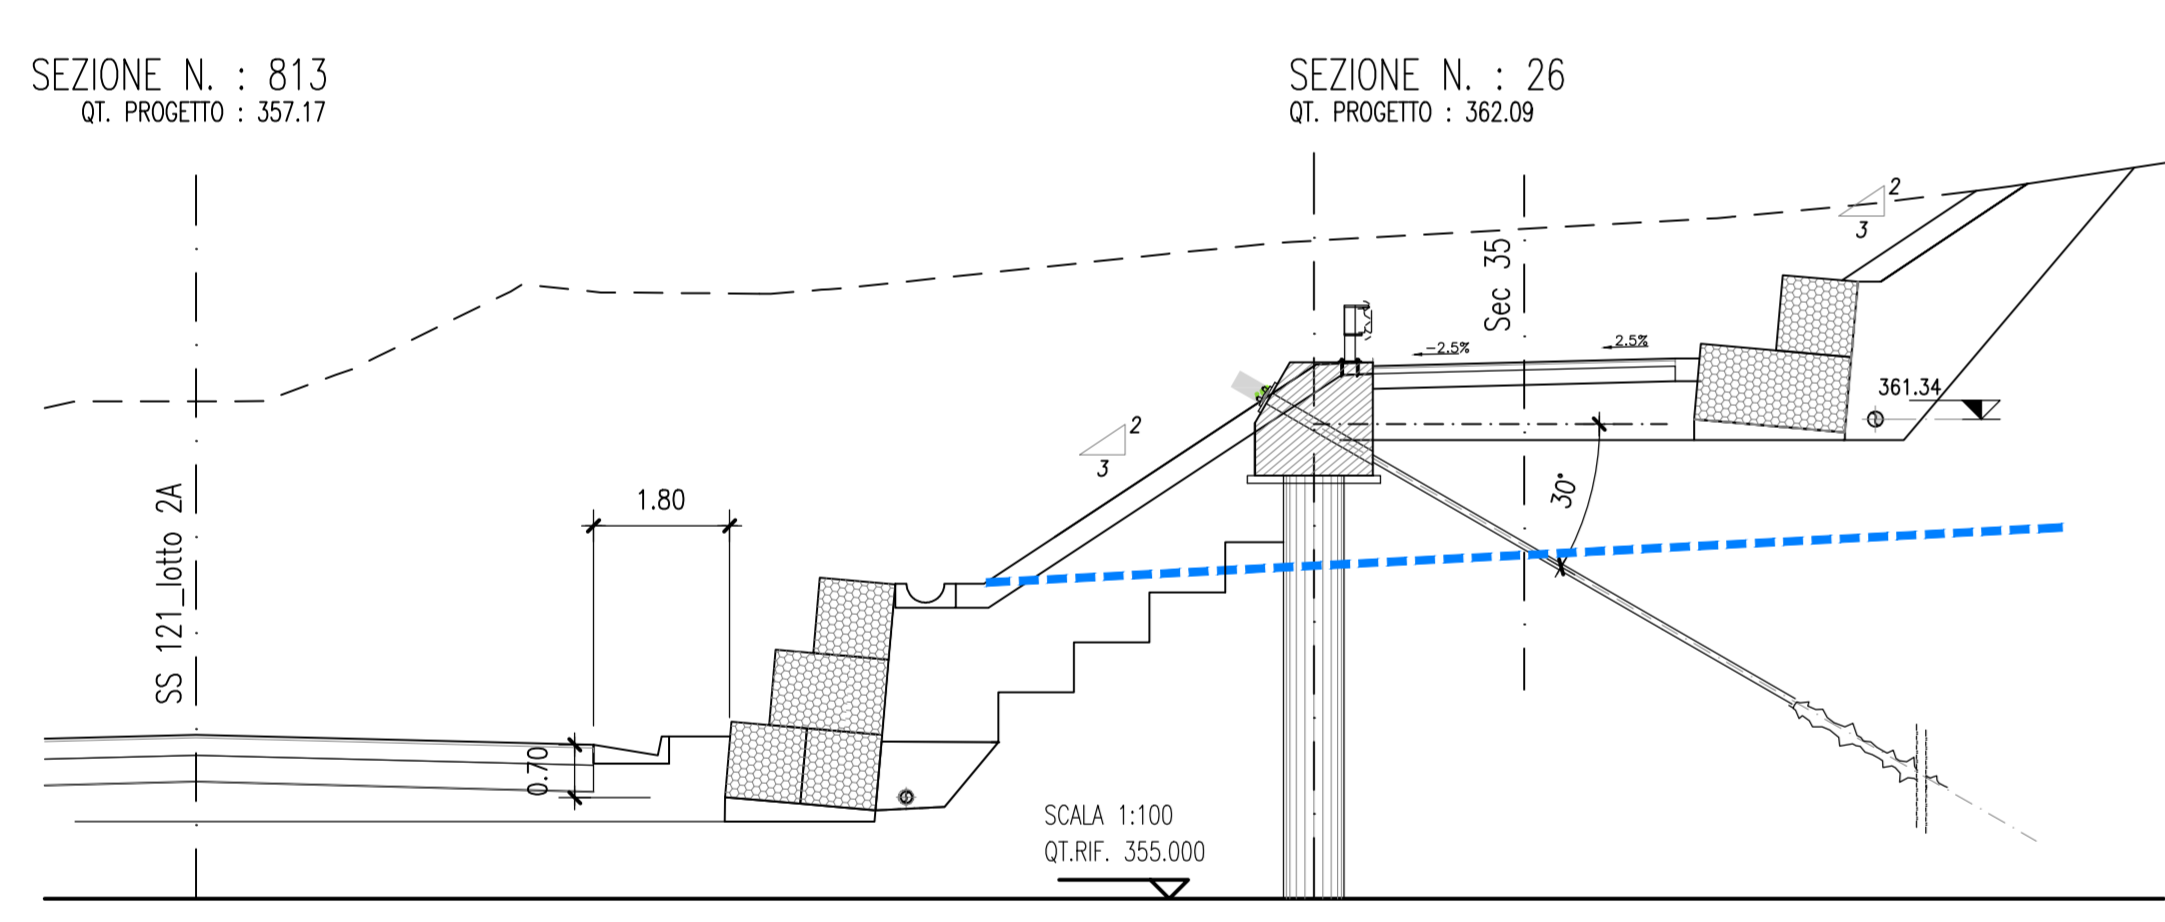 SEZIONE N. : 813
QT. PROGETTO : 357.17
SEZIONE N. : 26
QT. PROGETTO : 362.09
2
3
Sec 35
-2.5%
2.5%
361.34
2
3
30°
1.80
SS 121_lotto 2A
0.70
SCALA 1:100
QT.RIF. 355.000